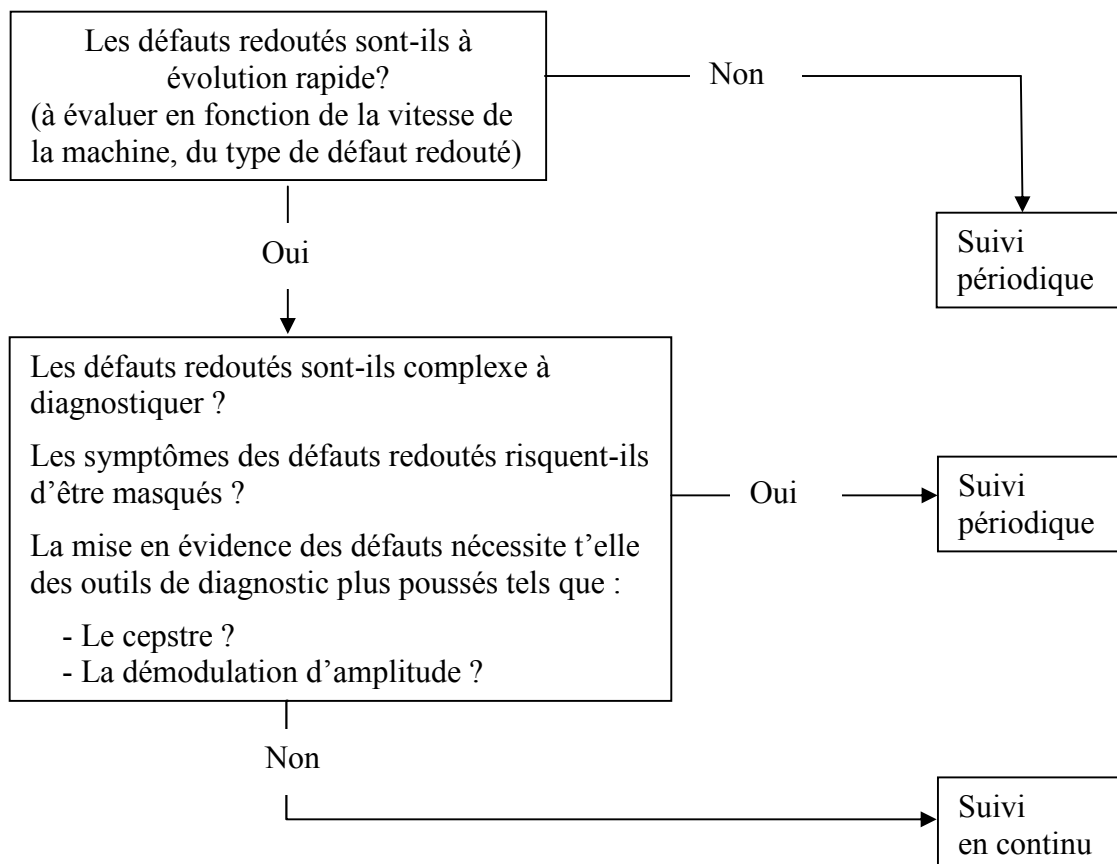 Les défauts redoutés sont-ils à
évolution rapide?
(à évaluer en fonction de la vitesse de
la machine, du type de défaut redouté)
Non
Suivi
périodique
Oui
Les défauts redoutés sont-ils complexe à
diagnostiquer ?
Les symptômes des défauts redoutés risquent-ils
d’être masqués ?
La mise en évidence des défauts nécessite t’elle
des outils de diagnostic plus poussés tels que :
- Le cepstre ?
- La démodulation d’amplitude ?
Oui
Suivi
périodique
Non
Suivi
en continu